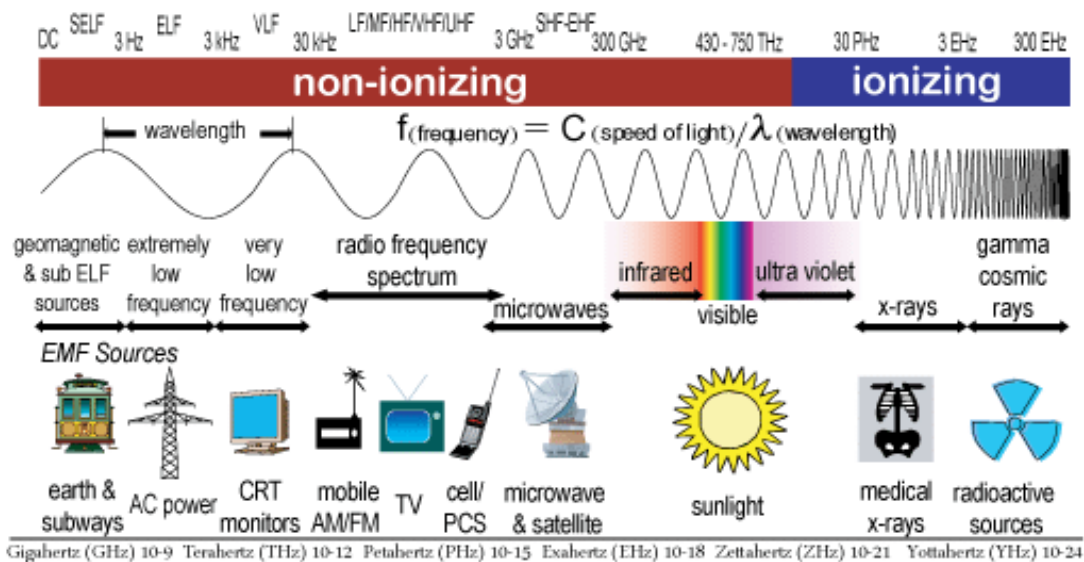 DC SELF 3 Hz ELF 3 kHz VLF 30 kHz LF/MF/HF/VHF/UHF 3 GHz SHF-EHF 300 GHz 430 - 750 THz 30 PHz 3 EHz 300 EHz
non-ionizing ionizing
wavelength f(frequency) = C (speed of light)/λ(wavelength)
geomagnetic
& sub ELF
sources
extremely
low
frequency
very
low
frequency
radio frequency
spectrum
microwaves
infrared
visible
ultra violet
x-rays
gamma
cosmic
rays
EMF Sources
earth &
subways
AC power
CRT
monitors
mobile
AM/FM
TV
cell/
PCS
microwave
& satellite
sunlight
medical
x-rays
radioactive
sources
Gigahertz (GHz) 10-9 Terahertz (THz) 10-12 Petahertz (PHz) 10-15 Exahertz (EHz) 10-18 Zettahertz (ZHz) 10-21 Yottahertz (YHz) 10-24